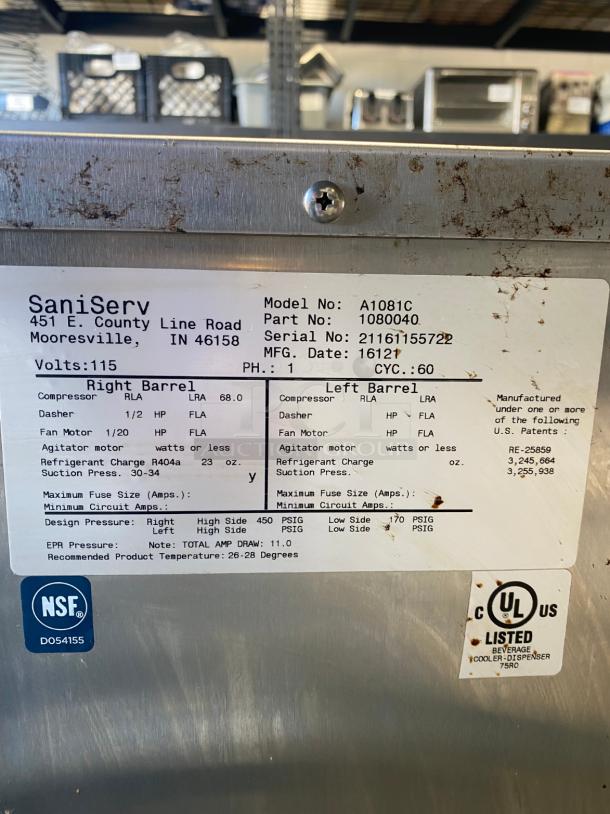 SaniServ
451 E. County Line Road
Mooresville, IN 46158
Model No: A1081C
Part No: 1080040
Serial No: 21161155722
MFG. Date: 16121
Volts:115 PH.: 1 CYC.:60
Right Barrel
Compressor RLA LRA 68.0
Dasher 1/2 HP FLA
Fan Motor 1/20 HP FLA
Agitator motor watts or less
Refrigerant Charge R404a 23 oz.
Suction Press. 30-34
y
Maximum Fuse Size (Amps.):
Minimum Circuit Amps.:
Left Barrel
Compressor RLA LRA
Dasher HP FLA
Fan Motor HP FLA
Agitator motor watts or less
Refrigerant Charge oz.
Suction Press.
Maximum Fuse Size (Amps.):
Minimum Circuit Amps.:
Manufactured
under one or more
of the following
U.S. Patents :
RE-25859
3,245,664
3,255,938
Design Pressure: Right High Side 450 PSIG Low Side 170 PSIG
Left High Side PSIG Low Side PSIG
EPR Pressure: Note: TOTAL AMP DRAW: 11.0
Recommended Product Temperature: 26-28 Degrees
NSF®
D054155
C UL US
LISTED
BEVERAGE
COOLER-DISPENSER
75RC